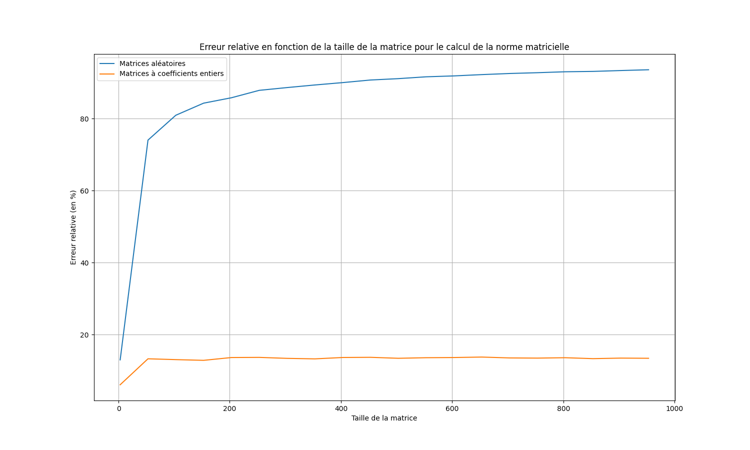 Erreur relative en fonction de la taille de la matrice pour le calcul de la norme matricielle
Matrices aléatoires
Matrices à coefficients entiers
80
60
40
20
Erreur relative (en %)
0 200 400 600 800 1000
Taille de la matrice